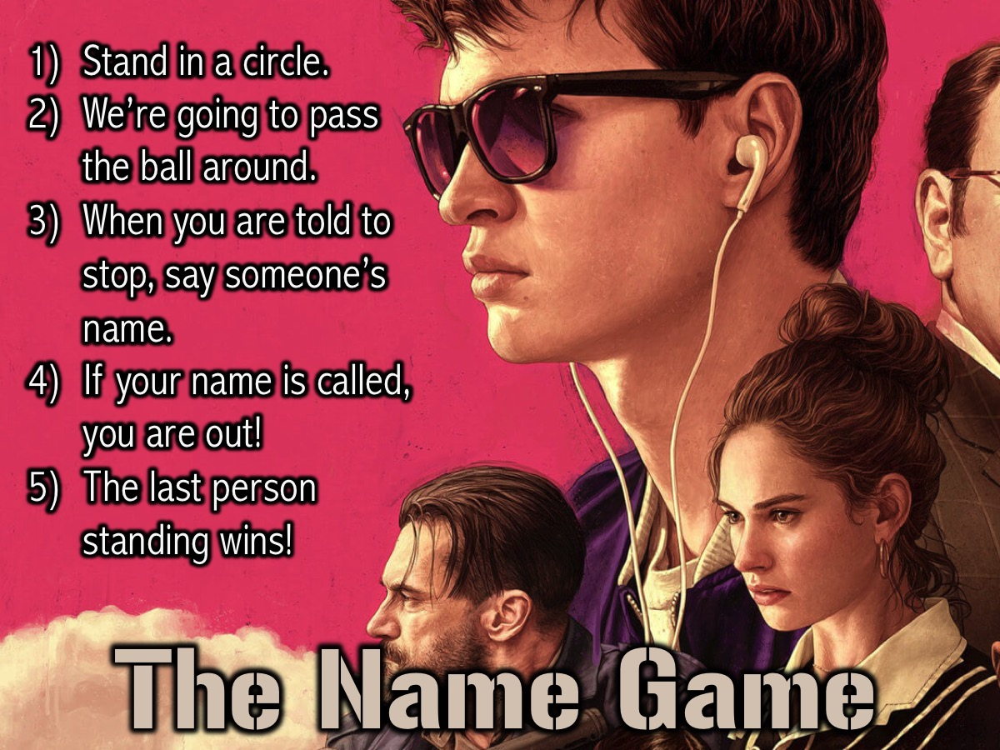 1) Stand in a circle.
2) We’re going to pass
the ball around.
3) When you are told to
stop, say someone’s
name.
4) If your name is called,
you are out!
5) The last person
standing wins!
The Name Game